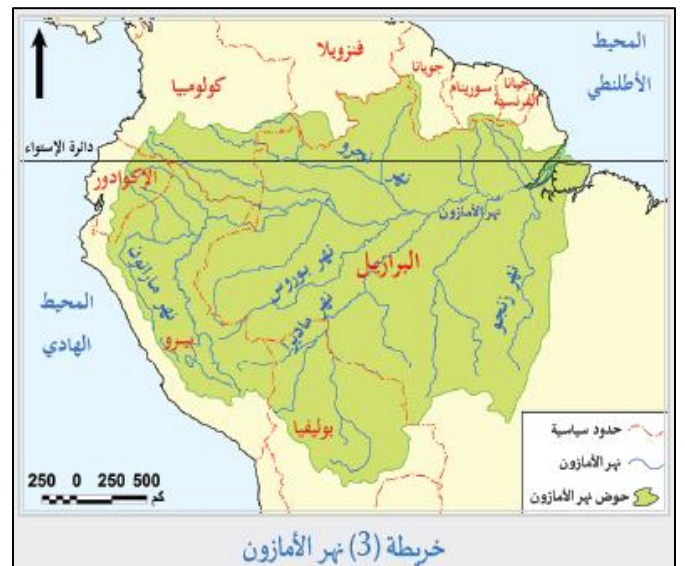 المحيط
الأطلنطي
فنزويلا
جويانا
سورينام
جيانا
الفرنسية
كولومبيا
دائرة الإستواء
نهر نجرو
الإكوادور
نهر الأمازون
البرازيل
نهر بوروس
نهر مارانون
نهر ماديرا
نهر زنجو
المحيط
الهادي
بيرو
بوليفيا
حدود سياسية
نهر الأمازون
حوض نهر الأمازون
250 0 250 500
كم
خريطة (3) نهر الأمازون